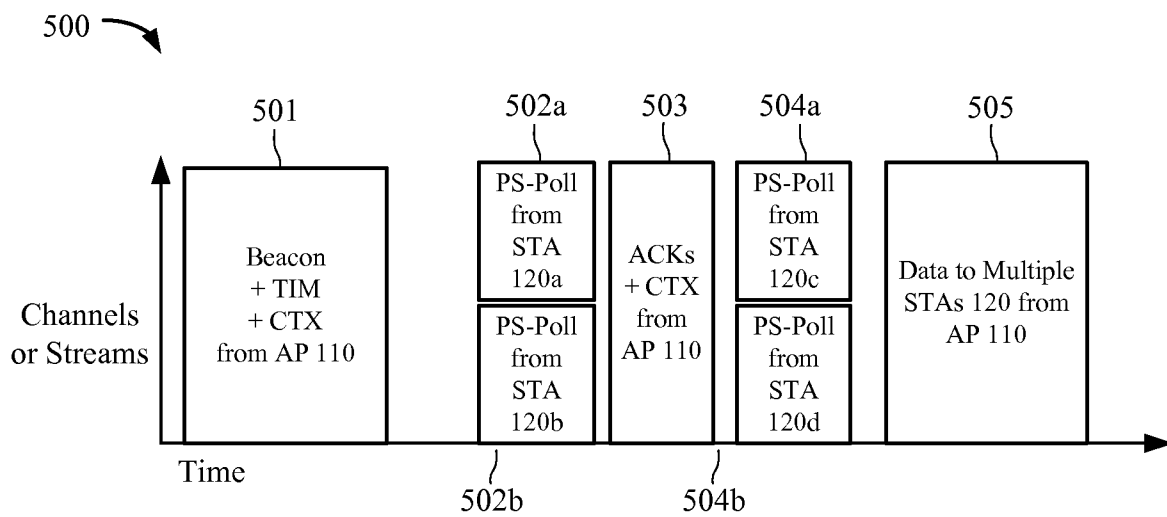 500
501
502a
503
504a
505
Channels
or Streams
Beacon
+ TIM
+ CTX
from AP 110
PS-Poll
from
STA
120a
PS-Poll
from
STA
120b
ACKs
+ CTX
from
AP 110
PS-Poll
from
STA
120c
PS-Poll
from
STA
120d
Data to Multiple
STAs 120 from
AP 110
Time
502b
504b